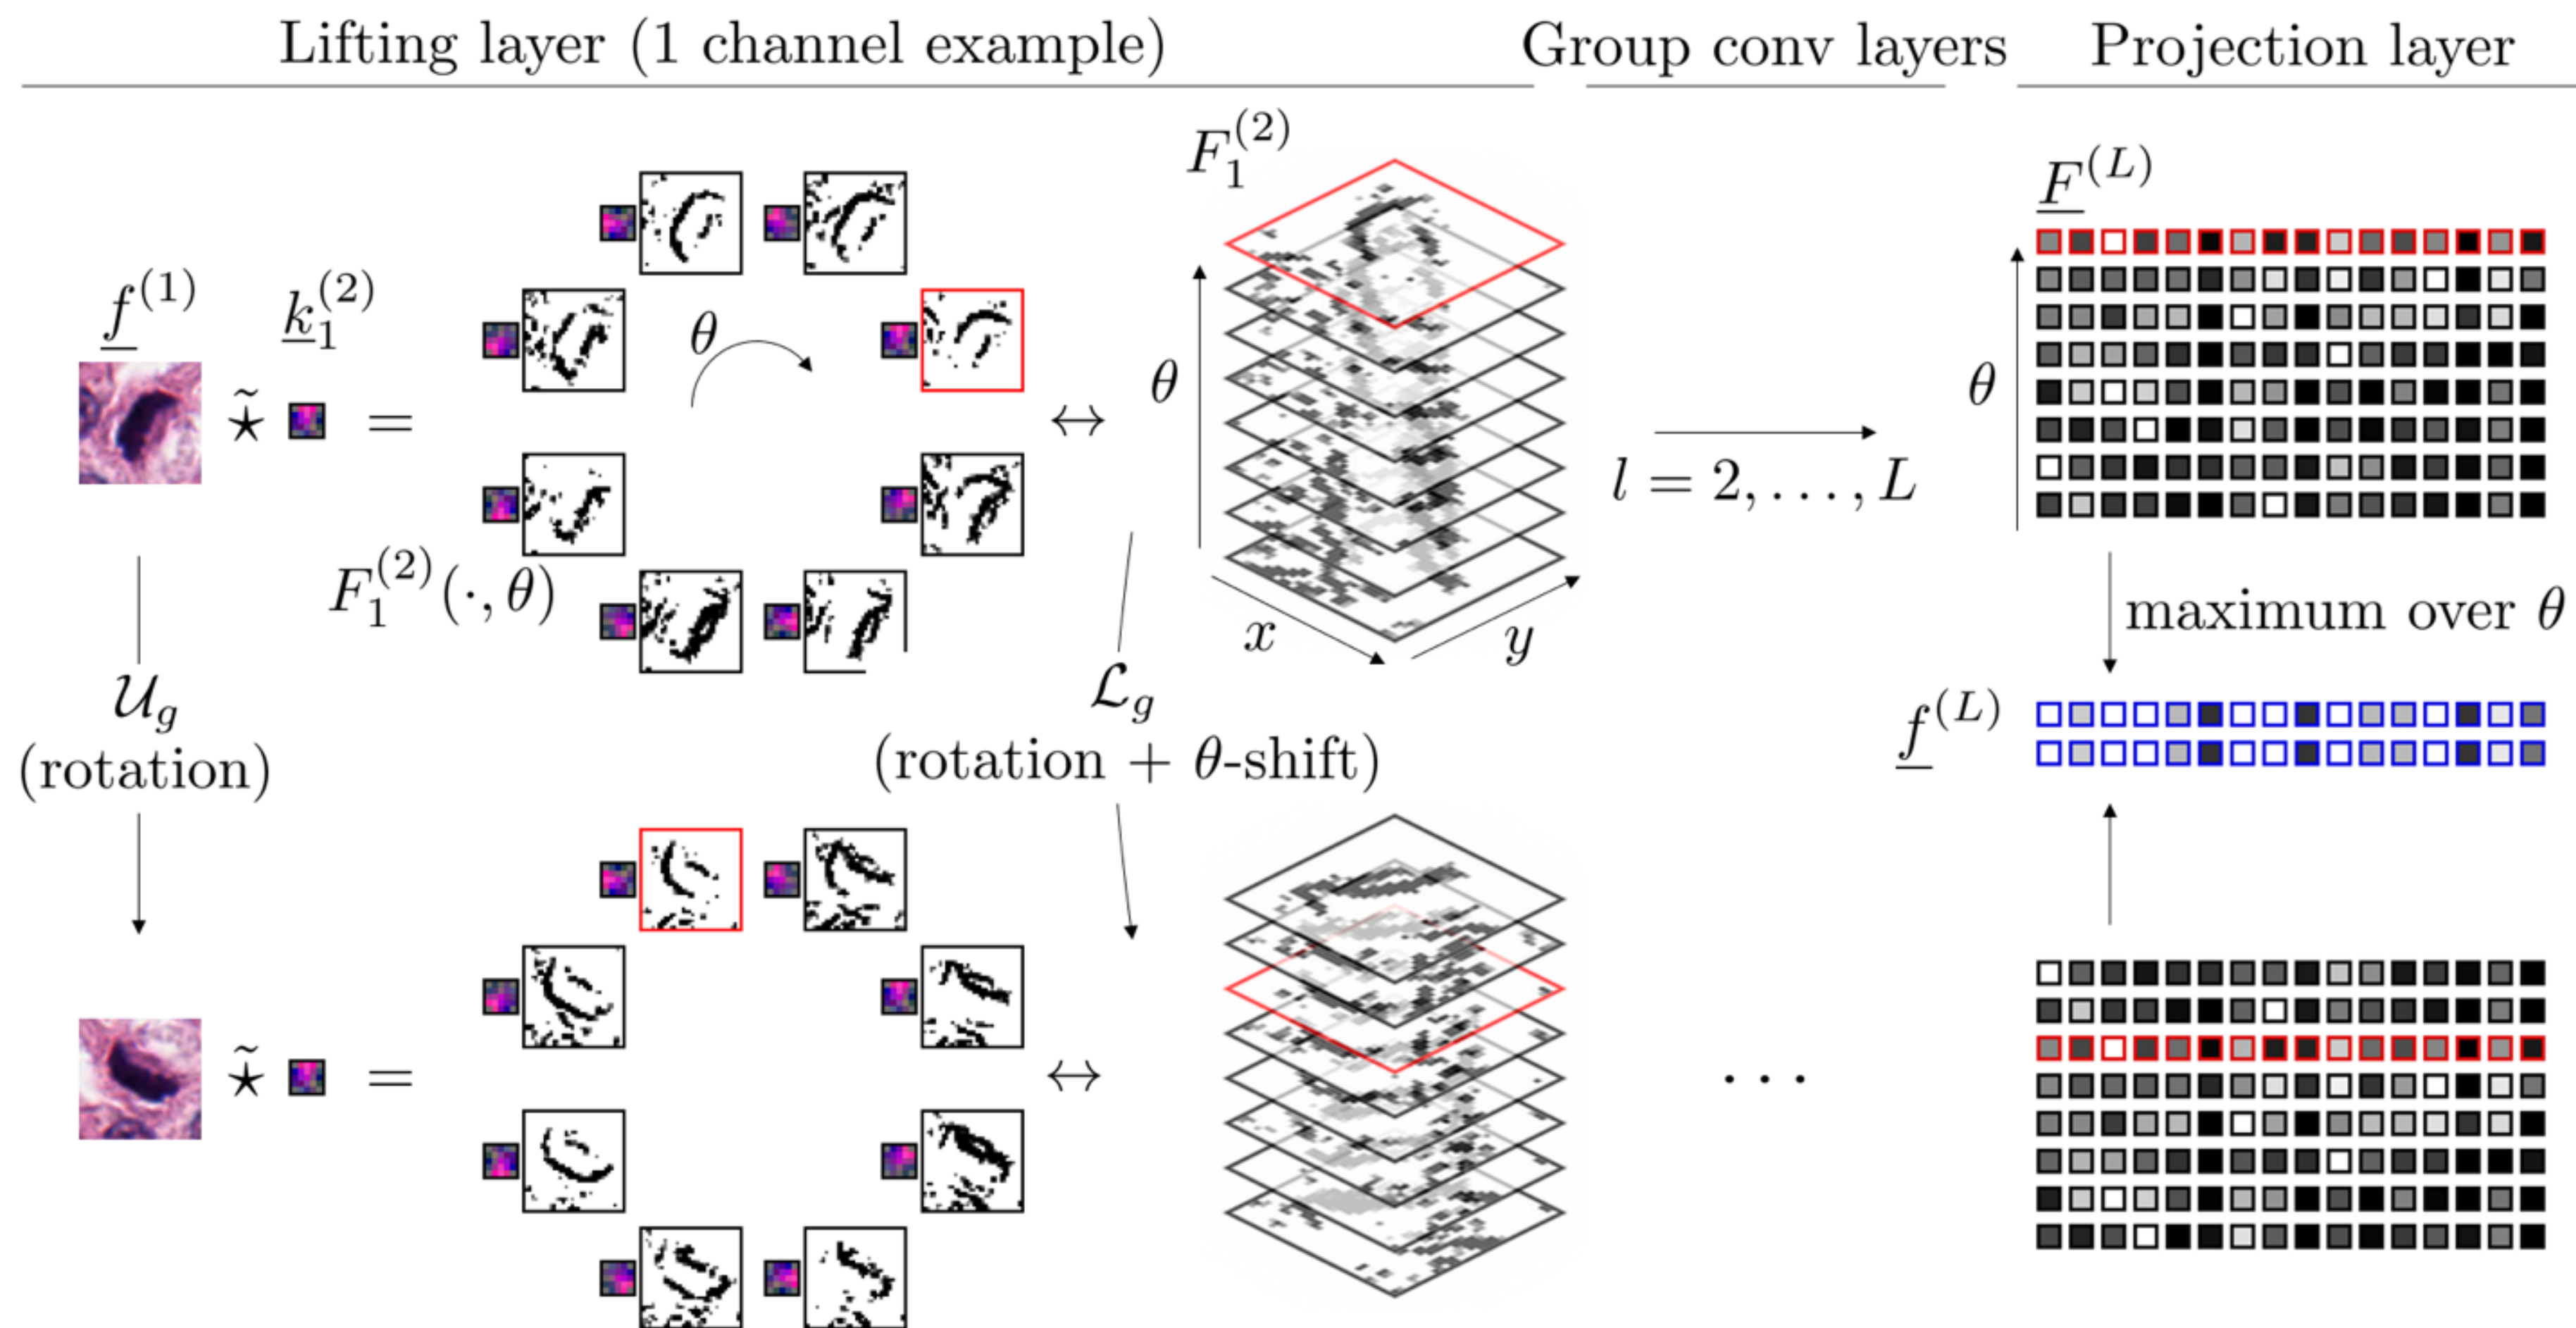 Lifting layer (1 channel example)
Group conv layers
Projection layer
f^(1)
k_1^(2)
⋆̃
=
θ
F_1^(2)(·, θ)
↔
F_1^(2)
θ
x
y
l = 2, . . . , L
F^(L)
θ
maximum over θ
f^(L)
𝒰_g
(rotation)
ℒ_g
(rotation + θ-shift)
⋆̃
=
↔
. . .